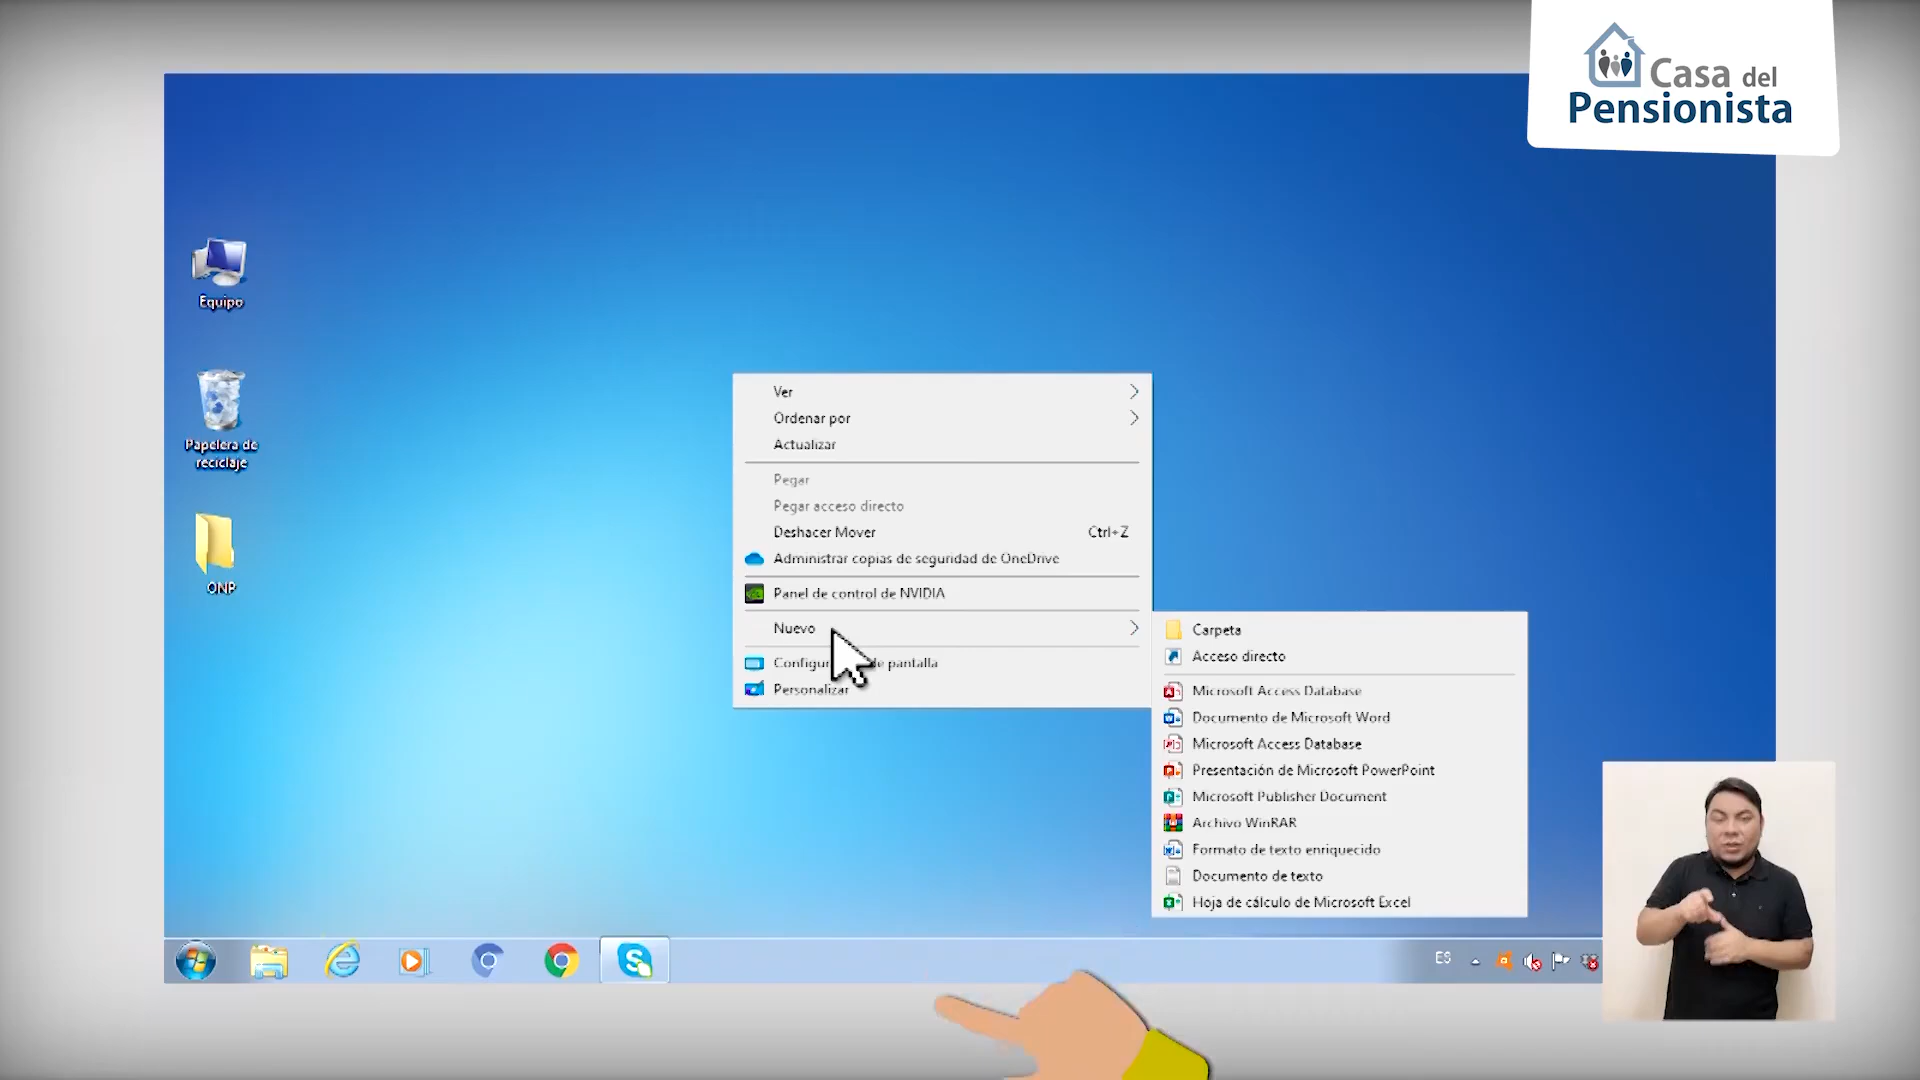 Casa del
Pensionista
Equipo
Papelera de
reciclaje
ONP
Ver
Ordenar por
Actualizar
Pegar
Pegar acceso directo
Deshacer Mover Ctrl+Z
Administrar copias de seguridad de OneDrive
Panel de control de NVIDIA
Nuevo
Configur e pantalla
Personalizar
Carpeta
Acceso directo
Microsoft Access Database
Documento de Microsoft Word
Microsoft Access Database
Presentación de Microsoft PowerPoint
Microsoft Publisher Document
Archivo WinRAR
Formato de texto enriquecido
Documento de texto
Hoja de cálculo de Microsoft Excel
ES